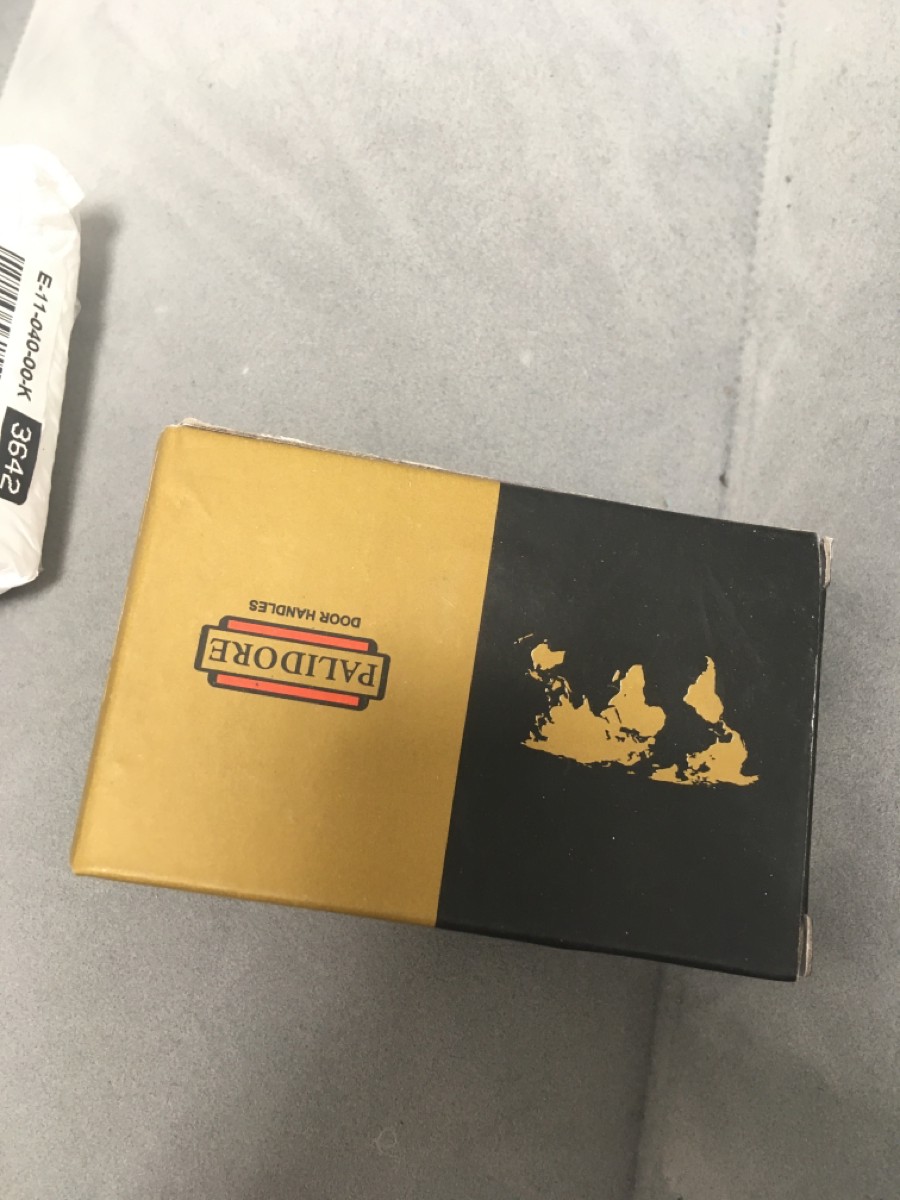 E-11-040-00-K
3642
PALIDORE
DOOR HANDLES